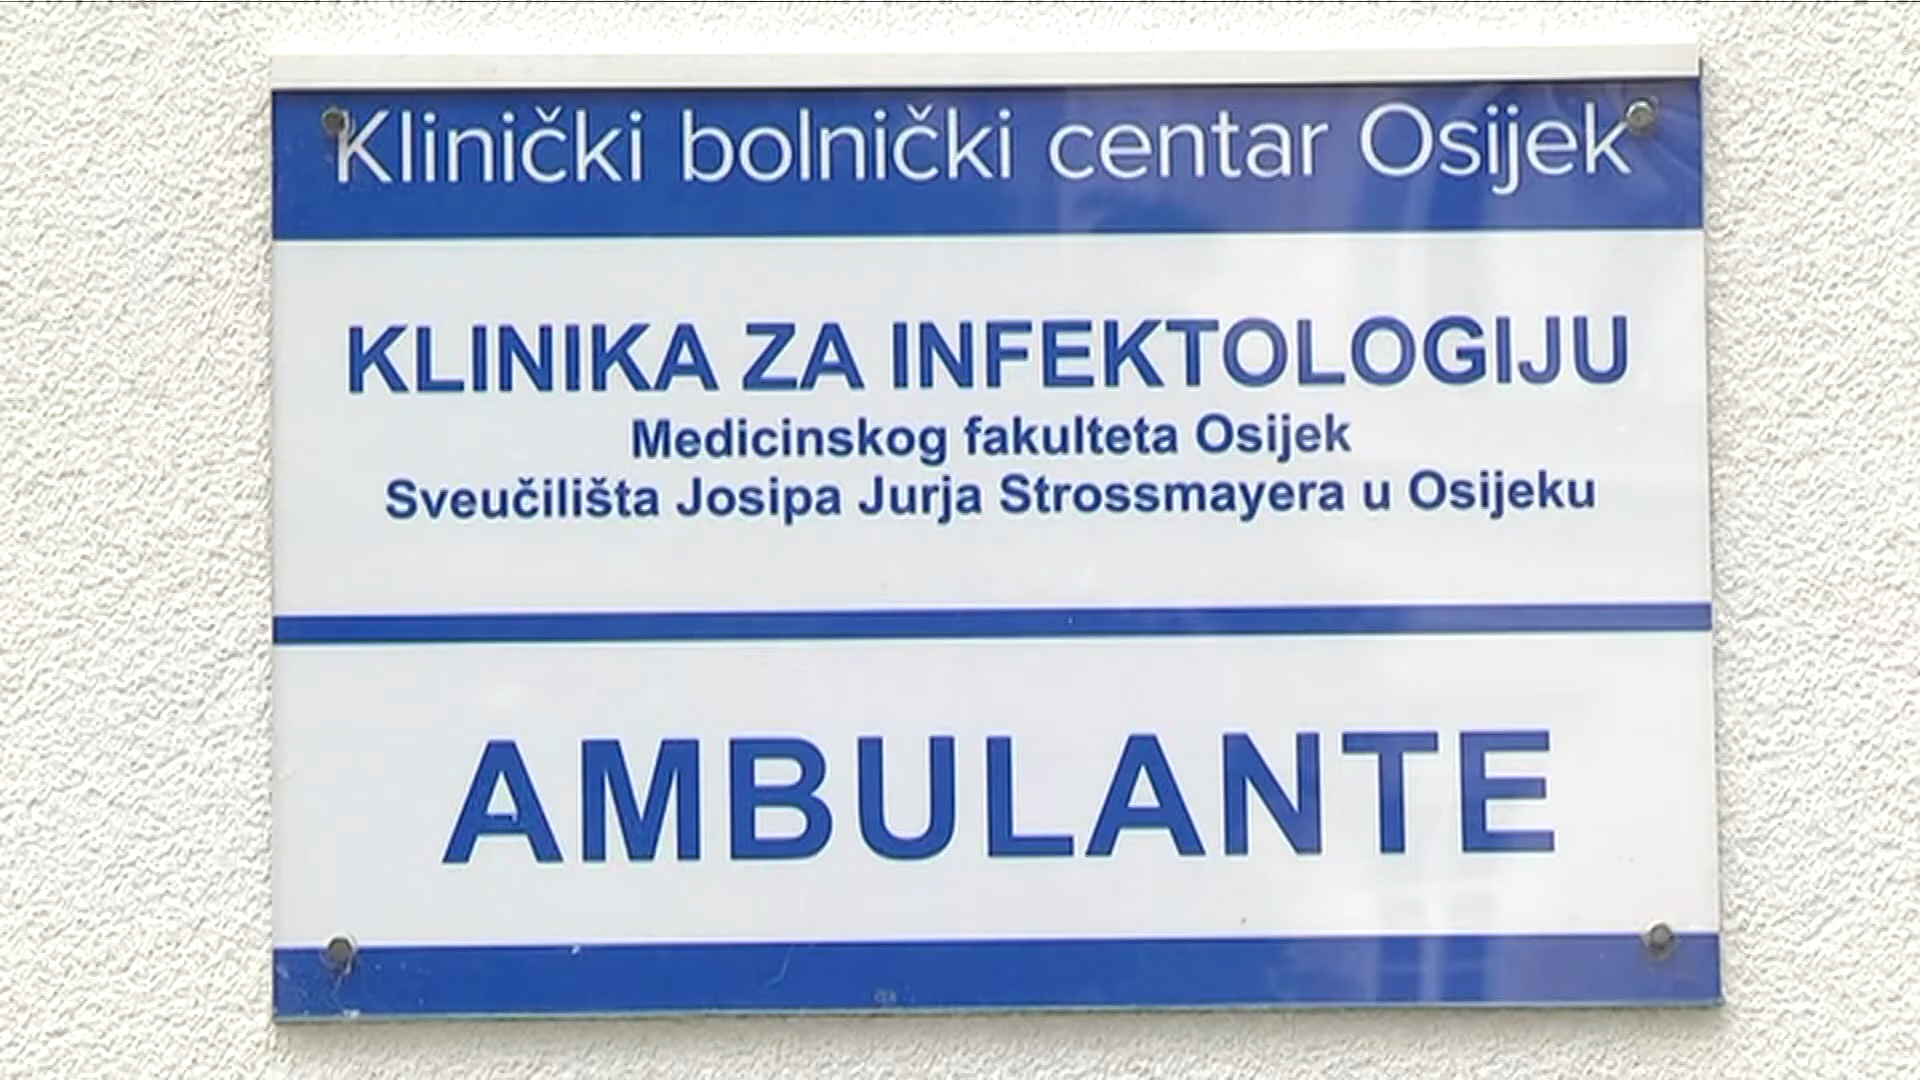 Klinički bolnički centar Osijek
KLINIKA ZA INFEKTOLOGIJU
Medicinskog fakulteta Osijek
Sveučilišta Josipa Jurja Strossmayera u Osijeku
AMBULANTE